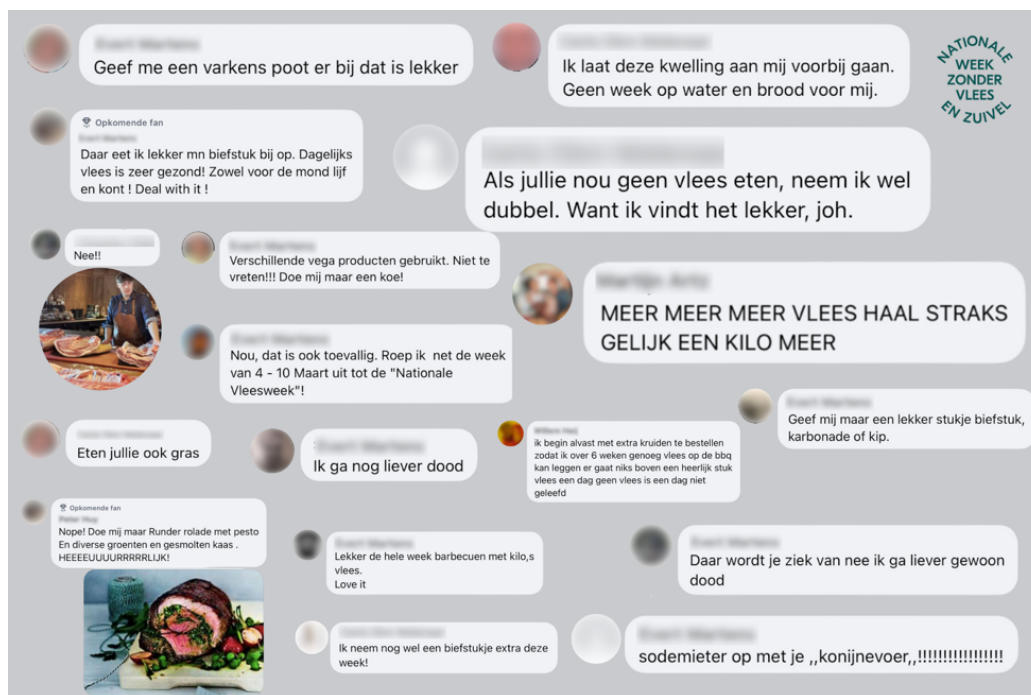 Geef me een varkens poot er bij dat is lekker
Ik laat deze kwelling aan mij voorbij gaan.
Geen week op water en brood voor mij.
NATIONALE
WEEK
ZONDER
VLEES
EN ZUIVEL
Opkomende fan
Daar eet ik lekker mn biefstuk bij op. Dagelijks
vlees is zeer gezond! Zowel voor de mond lijf
en kont ! Deal with it !
Als jullie nou geen vlees eten, neem ik wel
dubbel. Want ik vindt het lekker, joh.
Nee!!
Verschillende vega producten gebruikt. Niet te
vreten!!! Doe mij maar een koe!
MEER MEER MEER VLEES HAAL STRAKS
GELIJK EEN KILO MEER
Nou, dat is ook toevallig. Roep ik net de week
van 4 - 10 Maart uit tot de "Nationale
Vleesweek"!
Geef mij maar een lekker stukje biefstuk,
karbonade of kip.
Eten jullie ook gras
Ik ga nog liever dood
ik begin alvast met extra kruiden te bestellen
zodat ik over 6 weken genoeg vlees op de bbq
kan leggen er gaat niks boven een heerlijk stuk
vlees een dag geen vlees is een dag niet
geleefd
Opkomende fan
Nope! Doe mij maar Runder rolade met pesto
En diverse groenten en gesmolten kaas .
HEEEEUUUURRRRRLIJK!
Lekker de hele week barbecuen met kilo,s
vlees.
Love it
Daar wordt je ziek van nee ik ga liever gewoon
dood
Ik neem nog wel een biefstukje extra deze
week!
sodemieter op met je ,,konijnevoer,,!!!!!!!!!!!!!!!!!